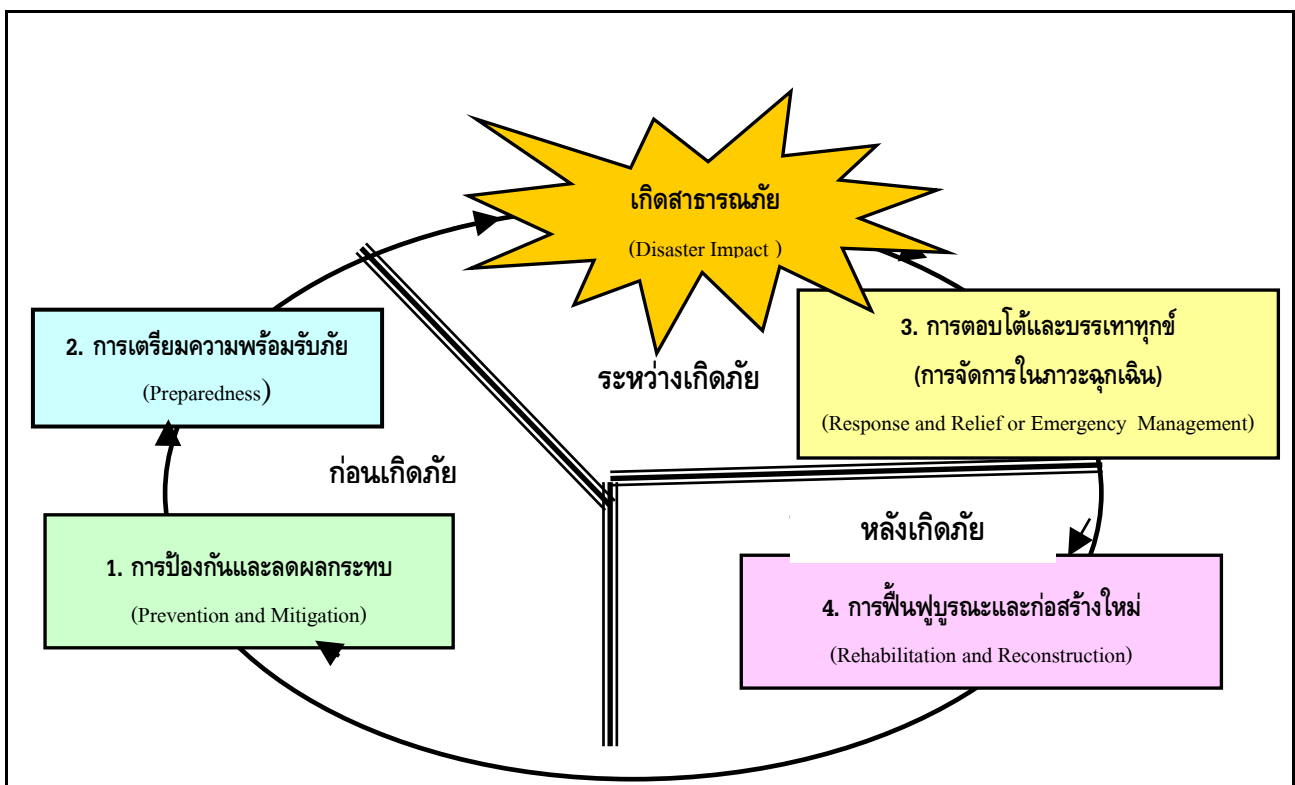 เกิดสาธารณภัย
(Disaster Impact )
2. การเตรียมความพร้อมรับภัย
(Preparedness)
3. การตอบโต้และบรรเทาทุกข์
(การจัดการในภาวะฉุกเฉิน)
(Response and Relief or Emergency Management)
ระหว่างเกิดภัย
ก่อนเกิดภัย
หลังเกิดภัย
1. การป้องกันและลดผลกระทบ
(Prevention and Mitigation)
4. การฟื้นฟูบูรณะและก่อสร้างใหม่
(Rehabilitation and Reconstruction)